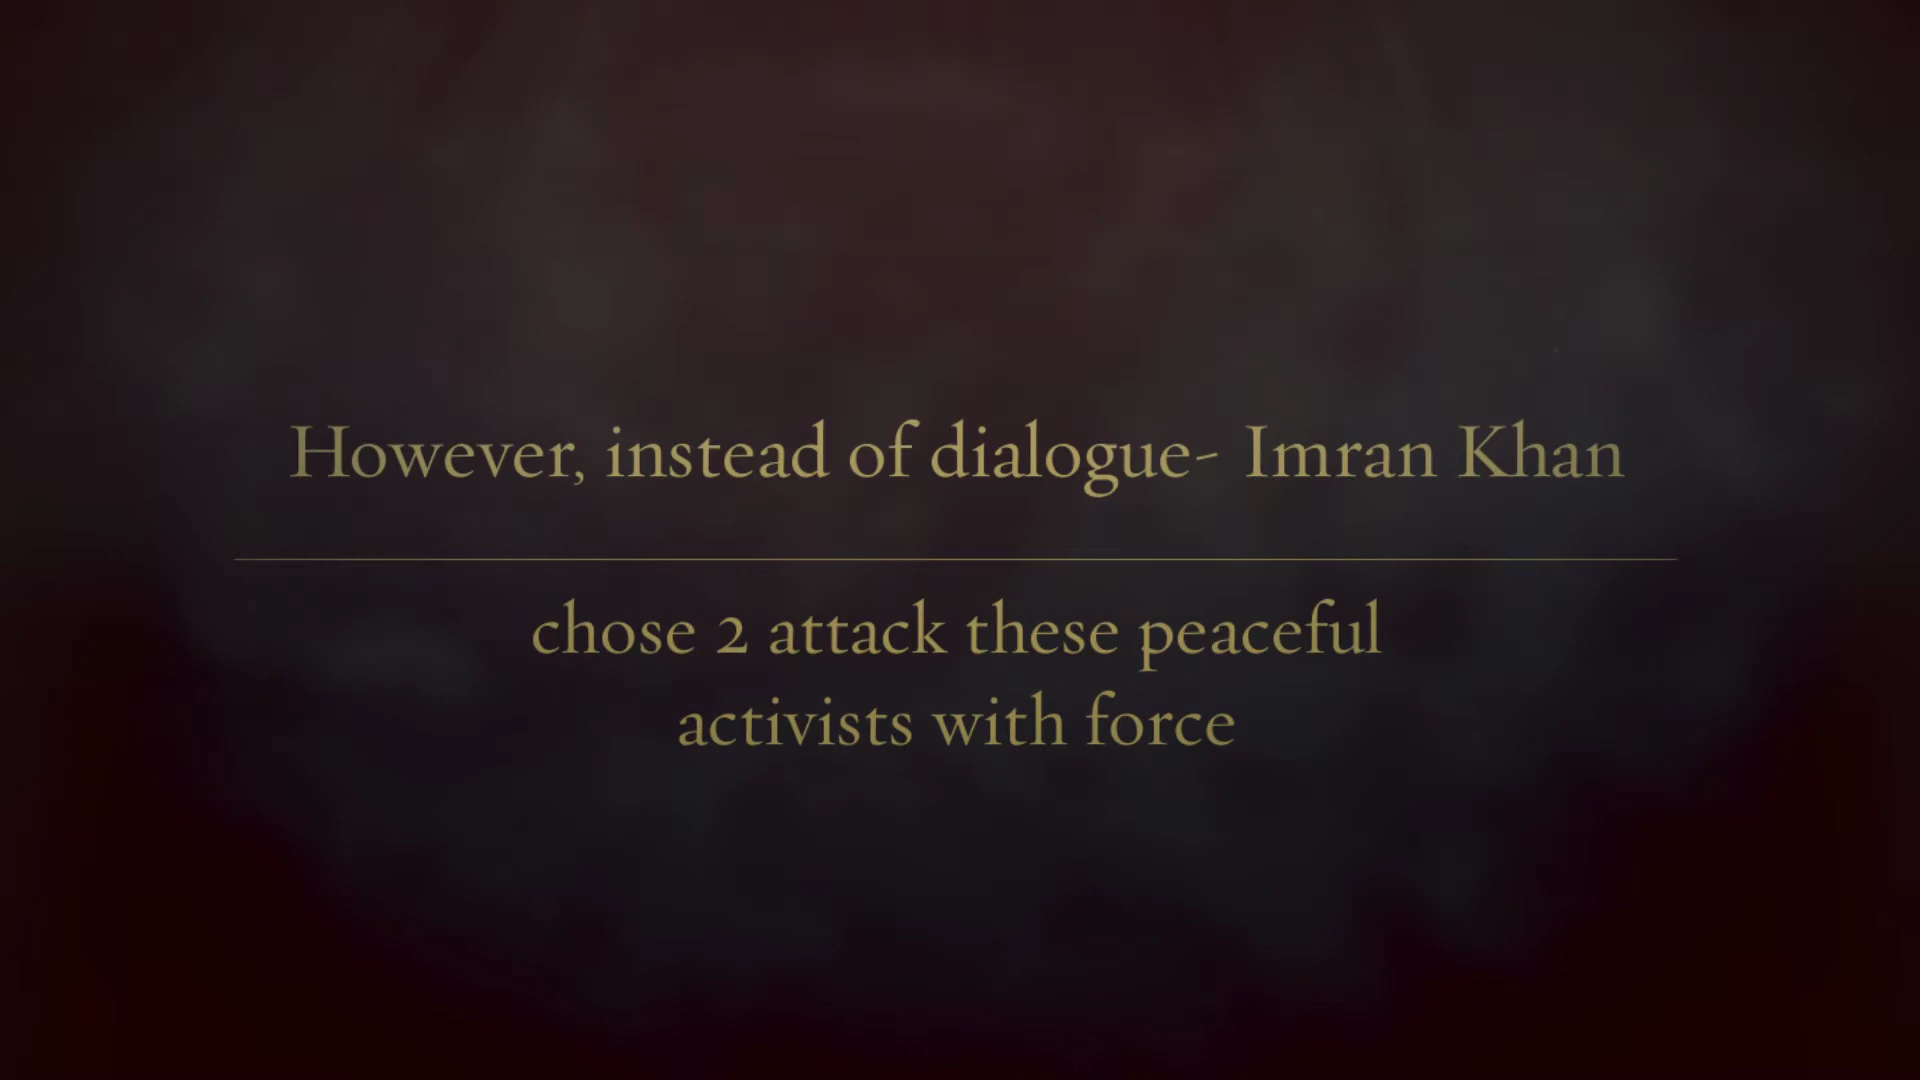 However, instead of dialogue- Imran Khan
chose 2 attack these peaceful
activists with force